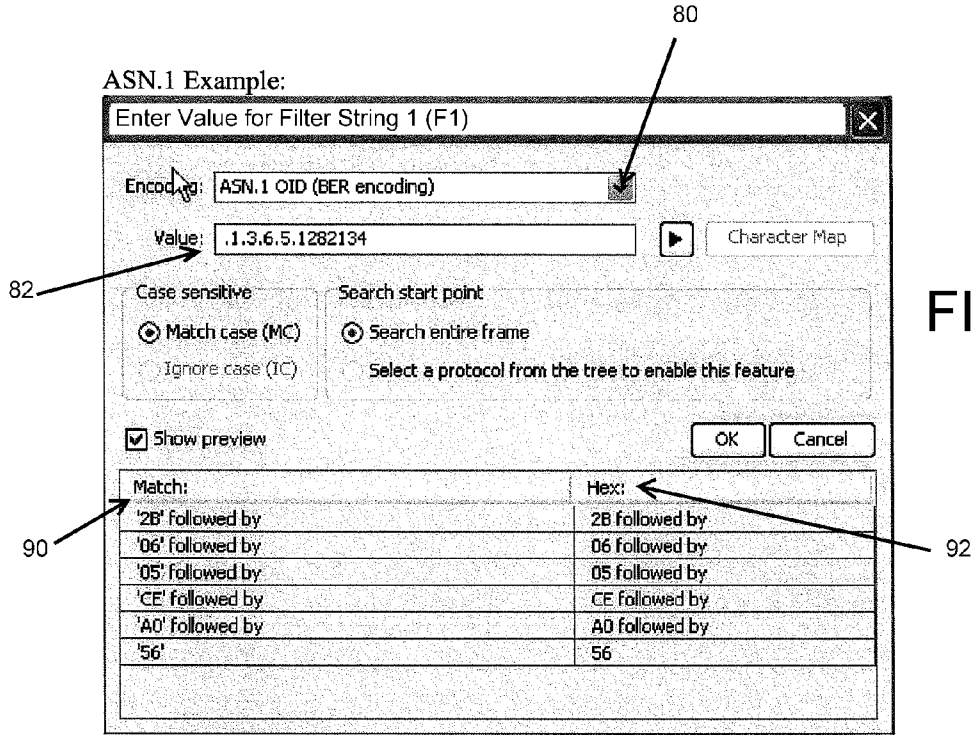 80
ASN.1 Example:
Enter Value for Filter String 1 (F1)
Encoding: ASN.1 OID (BER encoding)
Value: .1.3.6.5.1282134 Character Map
82
Case sensitive Search start point
Match case (MC) Search entire frame
Ignore case (IC) Select a protocol from the tree to enable this feature
FI
Show preview OK Cancel
Match: Hex:
'2B' followed by 2B followed by
'06' followed by 06 followed by
90 92
'05' followed by 05 followed by
'CE' followed by CE followed by
'A0' followed by A0 followed by
'56' 56